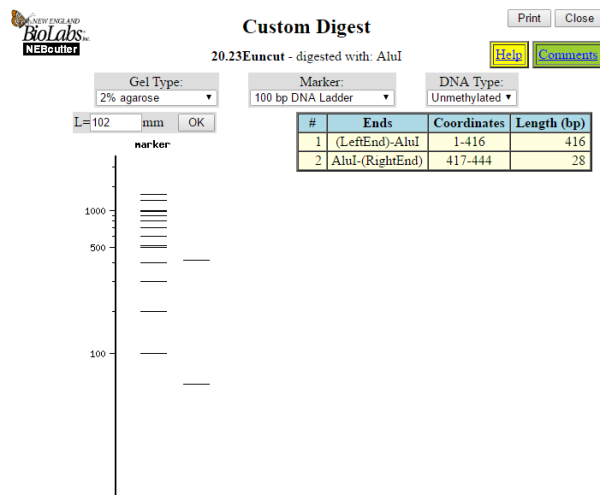 NEW ENGLAND
BioLabs Inc.
NEBcutter
Custom Digest
Print Close
20.23Euncut - digested with: AluI
Help Comments
Gel Type: Marker: DNA Type:
2% agarose 100 bp DNA Ladder Unmethylated
L= 102 mm OK
marker
# Ends Coordinates Length (bp)
1 (LeftEnd)-AluI 1-416 416
2 AluI-(RightEnd) 417-444 28
1000
500
100